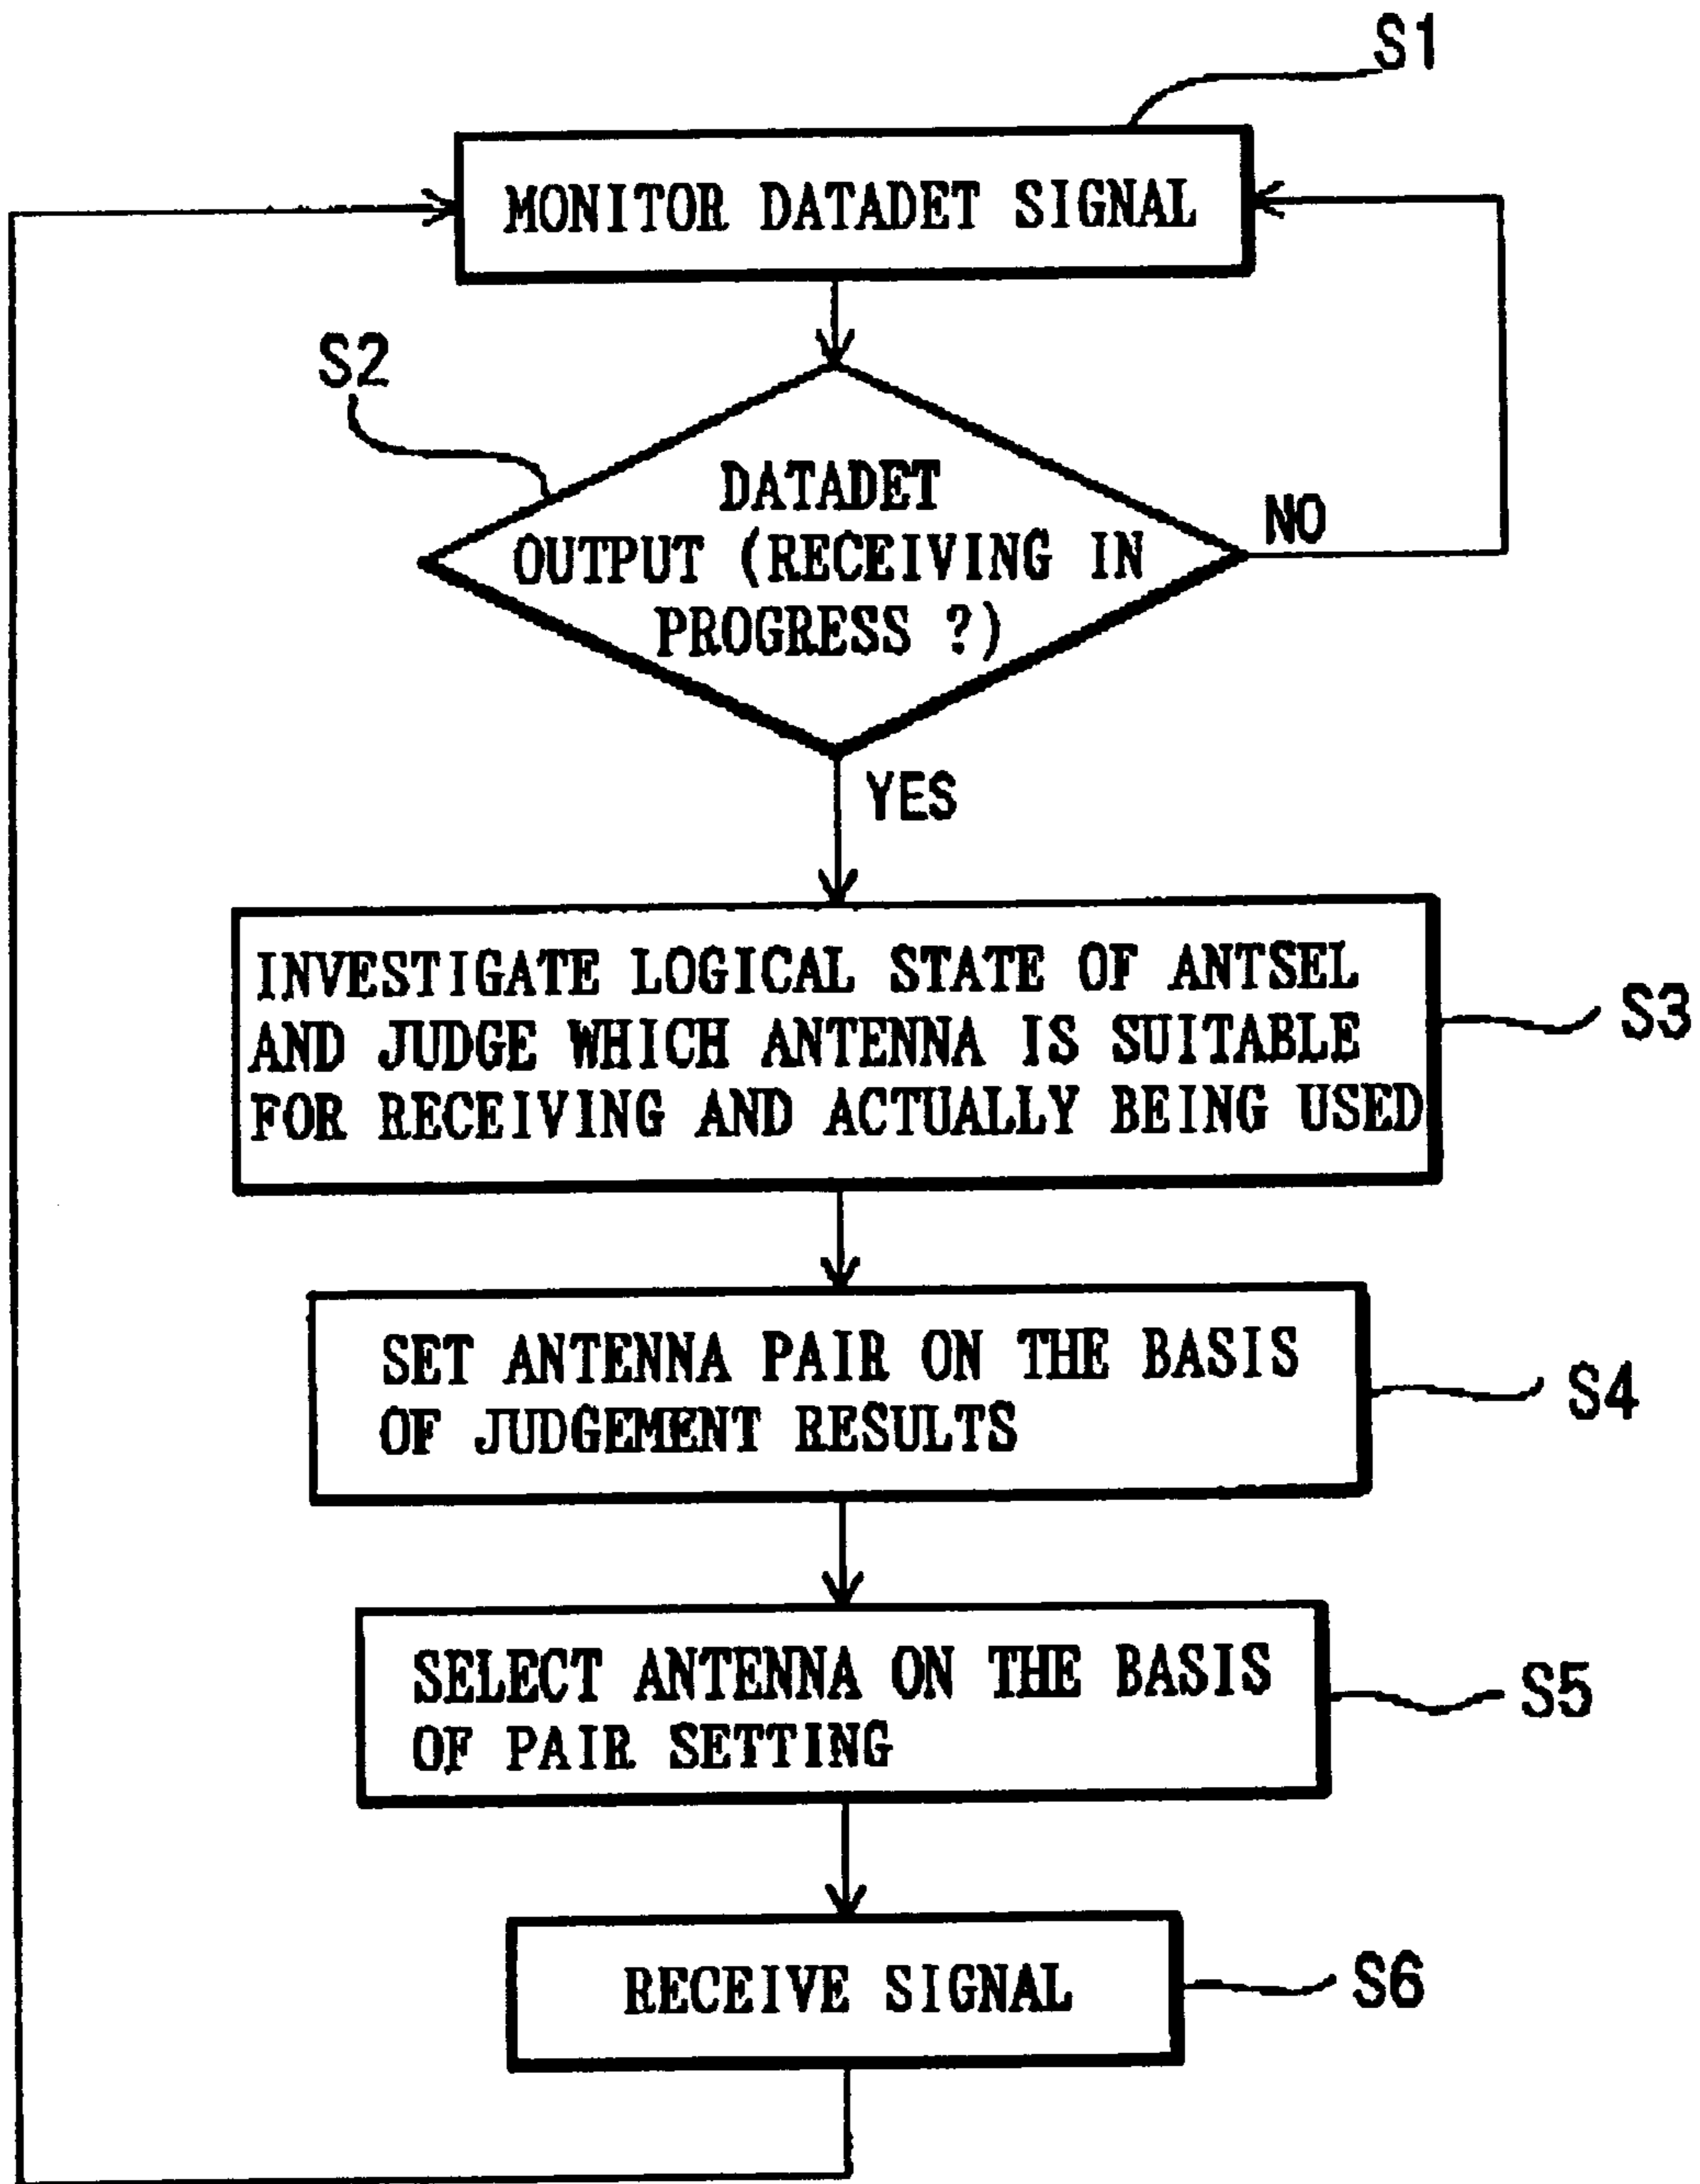 S1
MONITOR DATADET SIGNAL
S2
DATADET
OUTPUT (RECEIVING IN
PROGRESS ?)
NO
YES
INVESTIGATE LOGICAL STATE OF ANTSEL
AND JUDGE WHICH ANTENNA IS SUITABLE
FOR RECEIVING AND ACTUALLY BEING USED
S3
SET ANTENNA PAIR ON THE BASIS
OF JUDGEMENT RESULTS
S4
SELECT ANTENNA ON THE BASIS
OF PAIR SETTING
S5
RECEIVE SIGNAL
S6